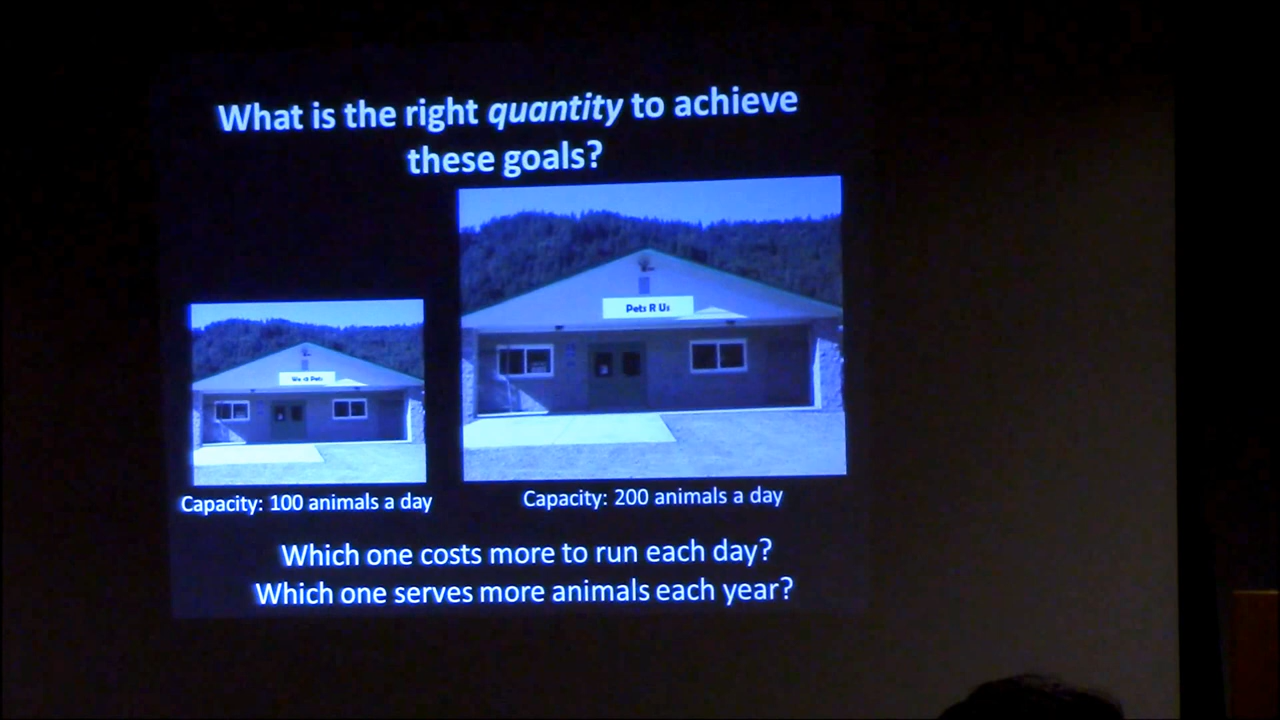 What is the right quantity to achieve
these goals?
Pets R Us
Pets
Capacity: 100 animals a day
Capacity: 200 animals a day
Which one costs more to run each day?
Which one serves more animals each year?